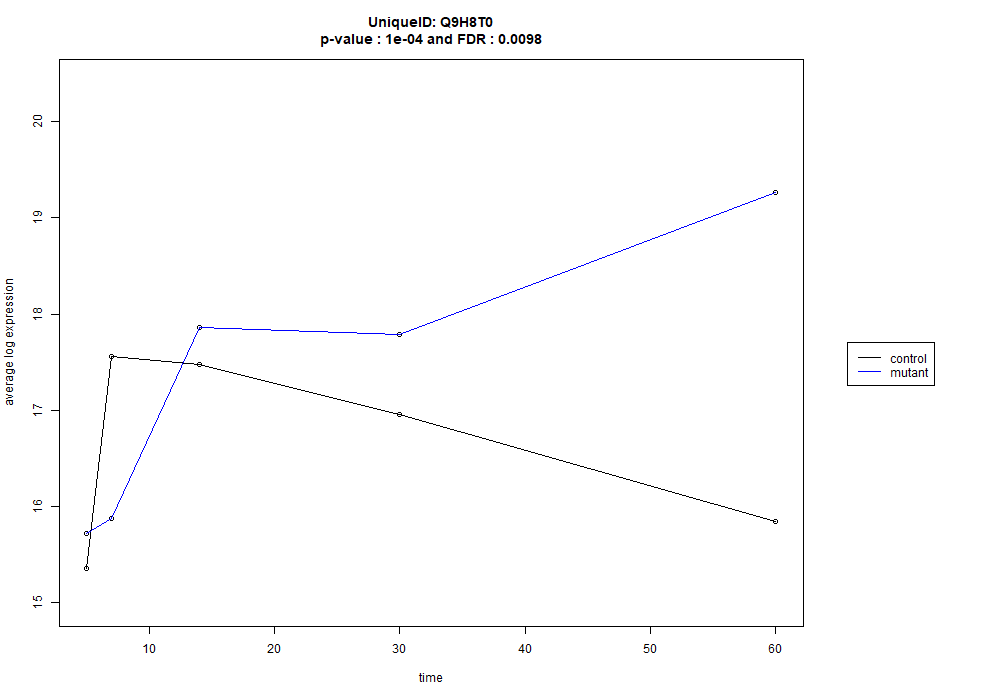 UniqueID: Q9H8T0
p-value : 1e-04 and FDR : 0.0098
average log expression
20
19
18
17
16
15
10
20
30
40
50
60
time
control
mutant